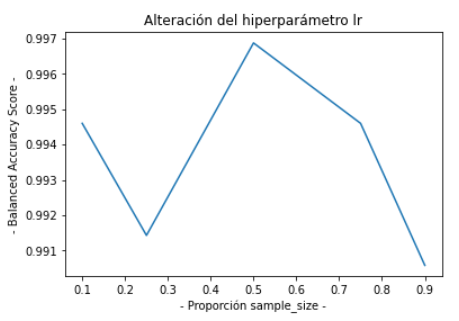 Alteración del hiperparámetro lr
0.997
0.996
0.995
0.994
0.993
0.992
0.991
- Balanced Accuracy Score -
0.1 0.2 0.3 0.4 0.5 0.6 0.7 0.8 0.9
- Proporción sample_size -